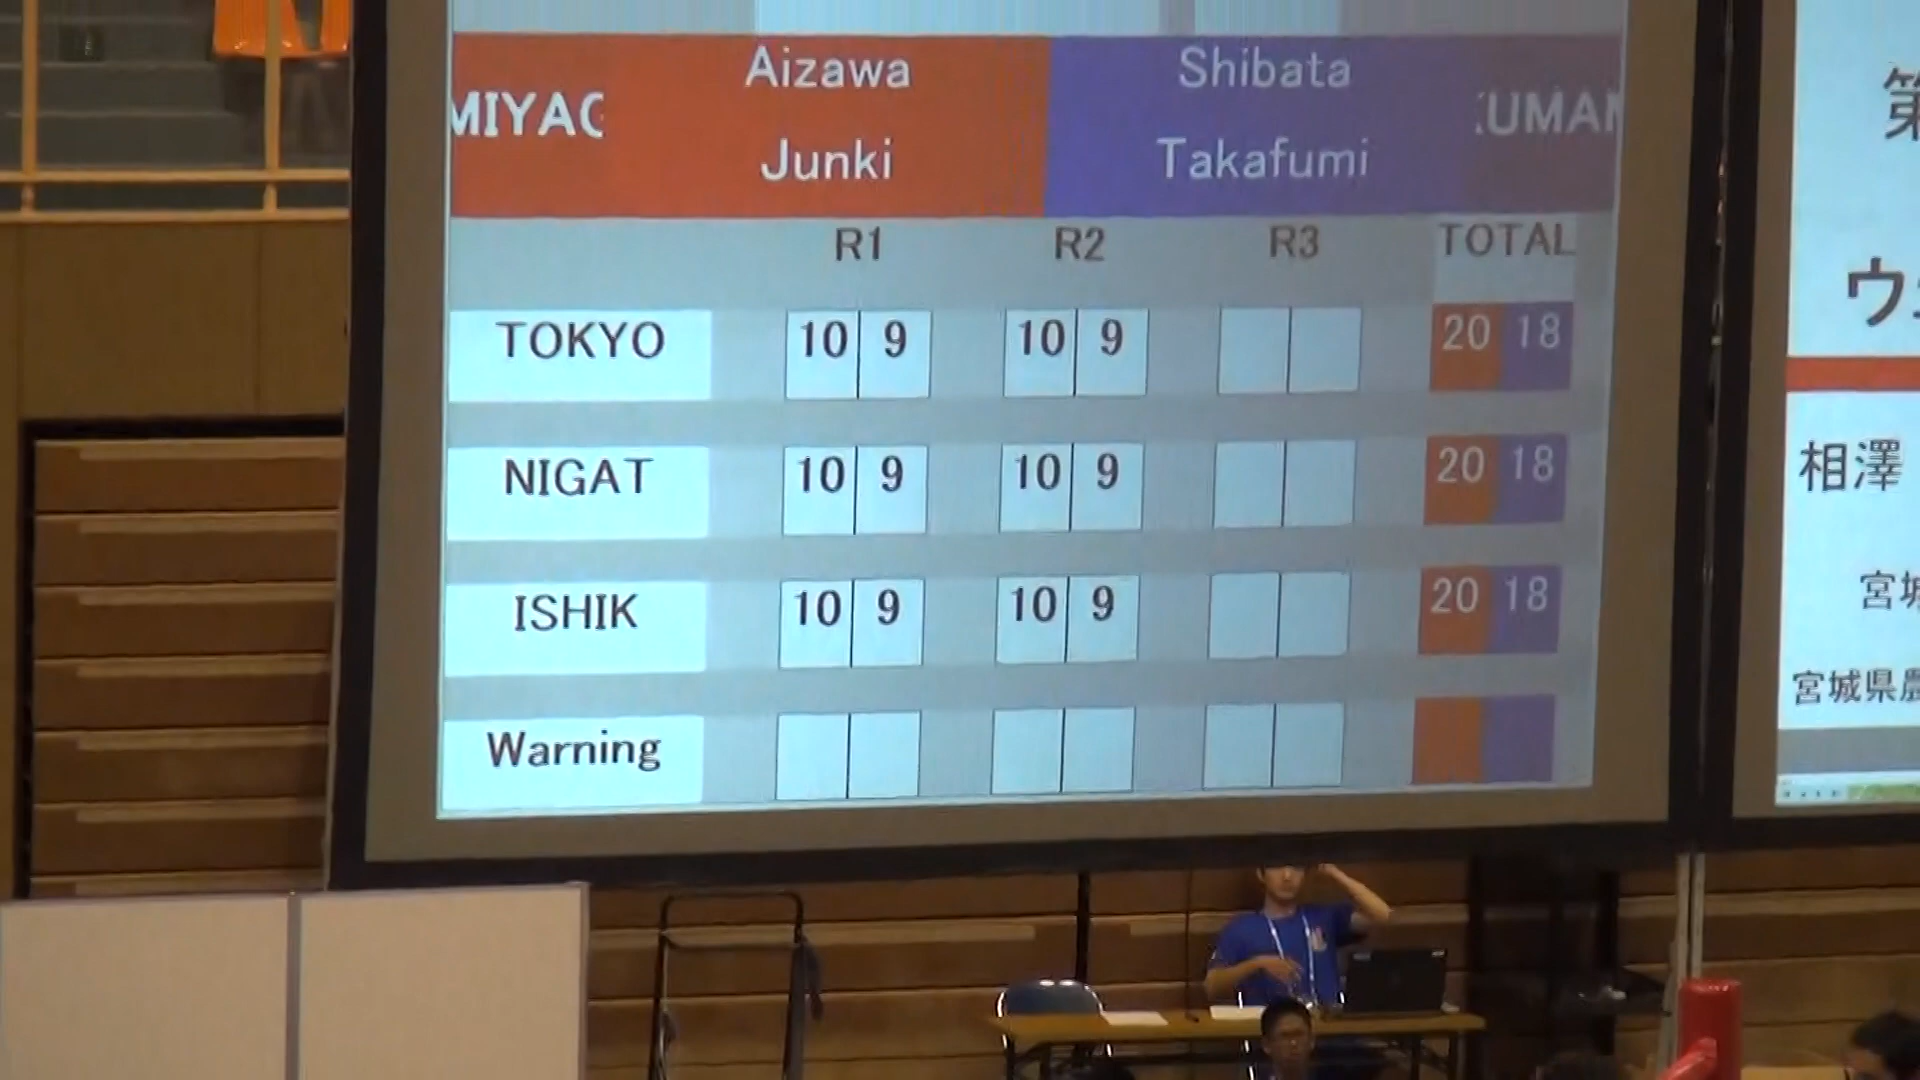 Aizawa
Shibata
MIYAG
KUMAM
Junki
Takafumi
R1 R2 R3 TOTAL
TOKYO 10 9 10 9 20 18
NIGAT 10 9 10 9 20 18
ISHIK 10 9 10 9 20 18
Warning
第
ウ
相澤
宮城
宮城県農